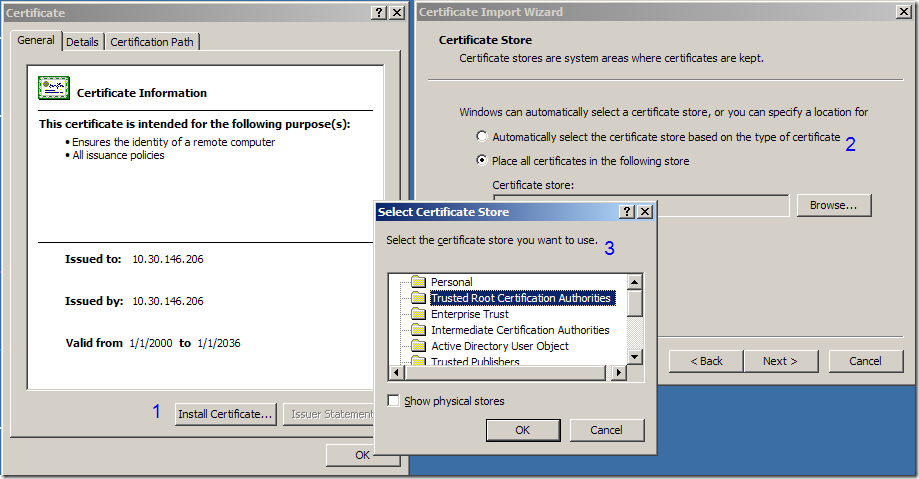 Certificate
General
Details
Certification Path
Certificate Information
This certificate is intended for the following purpose(s):
• Ensures the identity of a remote computer
• All issuance policies
Issued to: 10.30.146.206
Issued by: 10.30.146.206
Valid from 1/1/2000 to 1/1/2036
1
Install Certificate...
Issuer Statement
OK
Certificate Import Wizard
Certificate Store
Certificate stores are system areas where certificates are kept.
Windows can automatically select a certificate store, or you can specify a location for
Automatically select the certificate store based on the type of certificate
2
Place all certificates in the following store
Certificate store:
Browse...
< Back
Next >
Cancel
Select Certificate Store
Select the certificate store you want to use.
3
Personal
Trusted Root Certification Authorities
Enterprise Trust
Intermediate Certification Authorities
Active Directory User Object
Trusted Publishers
Show physical stores
OK
Cancel